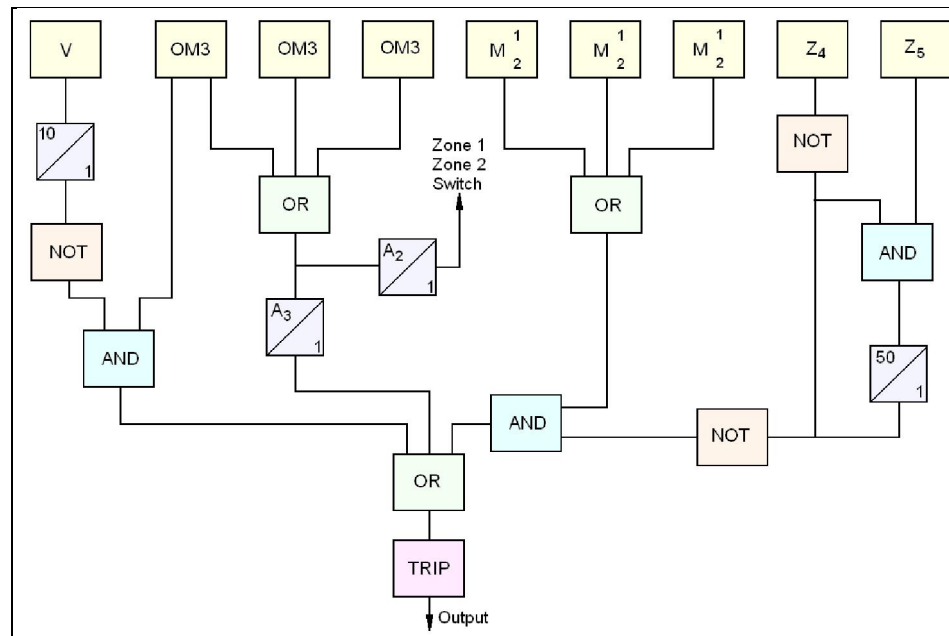 V
OM3
OM3
OM3
M 1 2
M 1 2
M 1 2
Z4
Z5
10
1
NOT
Zone 1
Zone 2
Switch
OR
OR
NOT
A2
1
AND
A3
1
AND
50
1
AND
NOT
OR
TRIP
Output